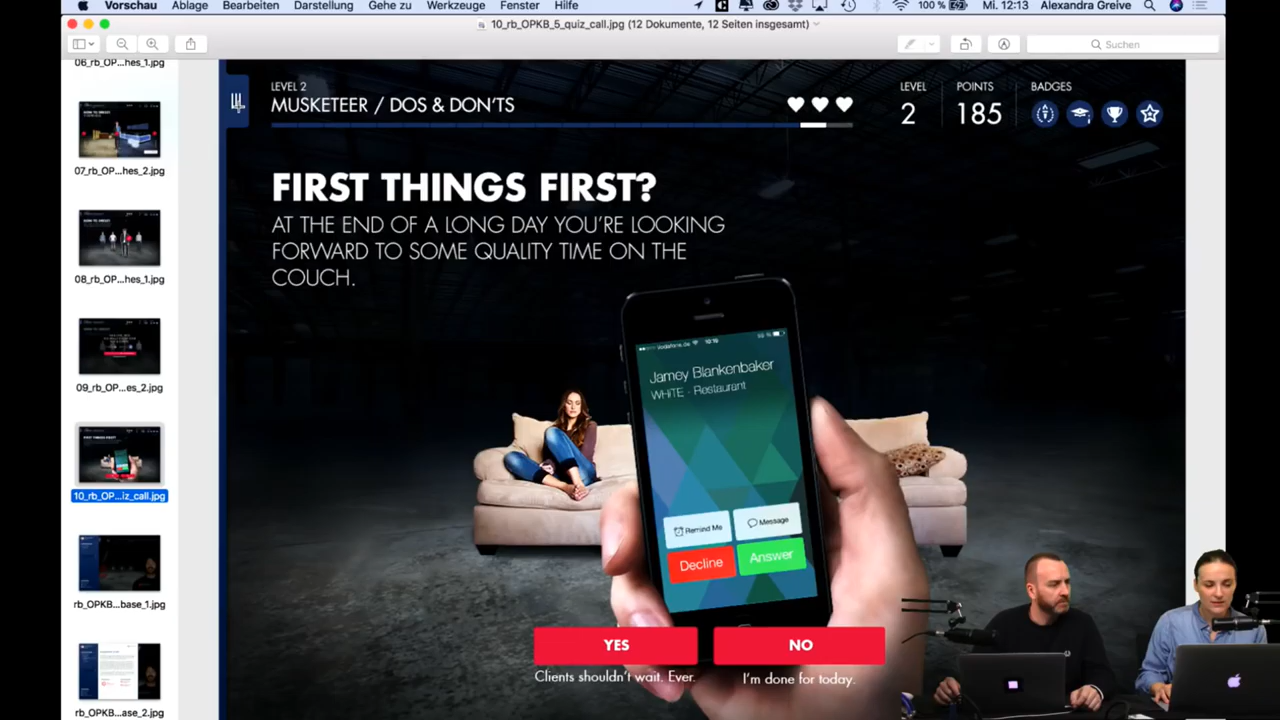 Vorschau Ablage Bearbeiten Darstellung Gehe zu Werkzeuge Fenster Hilfe 100 % Mi. 12:13 Alexandra Greive
10_rb_OPKB_5_quiz_call.jpg (12 Dokumente, 12 Seiten insgesamt)
Suchen
06_rb_OP...hes_1.jpg
07_rb_OP...hes_2.jpg
08_rb_OP...hes_1.jpg
09_rb_OP...es_2.jpg
10_rb_OP...iz_call.jpg
rb_OPKB...base_1.jpg
rb_OPKB...ase_2.jpg
LEVEL 2
MUSKETEER / DOS & DON'TS
LEVEL POINTS BADGES
2 185
FIRST THINGS FIRST?
AT THE END OF A LONG DAY YOU'RE LOOKING
FORWARD TO SOME QUALITY TIME ON THE
COUCH.
Vodafone.de 10:19
Jamey Blankenbaker
WHITE - Restaurant
Remind Me Message
Decline Answer
YES NO
Clients shouldn't wait. Ever. I'm done for today.